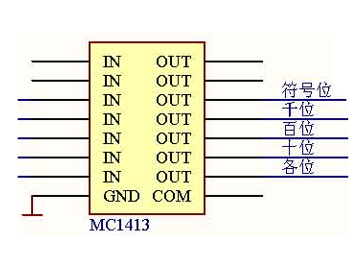 IN OUT
IN OUT
IN OUT 符号位
IN OUT 千位
IN OUT 百位
IN OUT 十位
IN OUT 各位
GND COM
MC1413